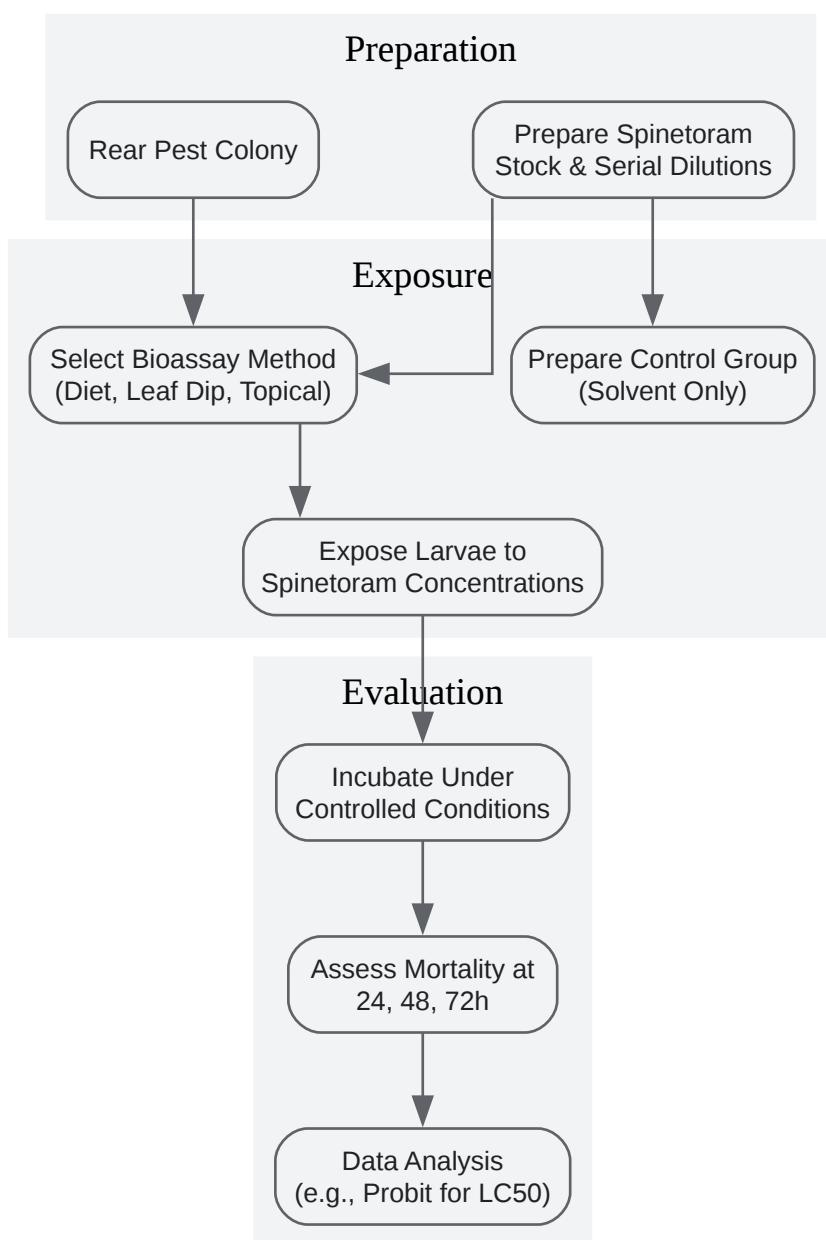 Preparation
Rear Pest Colony
Prepare Spinetoram
Stock & Serial Dilutions
Exposure
Select Bioassay Method
(Diet, Leaf Dip, Topical)
Prepare Control Group
(Solvent Only)
Expose Larvae to
Spinetoram Concentrations
Evaluation
Incubate Under
Controlled Conditions
Assess Mortality at
24, 48, 72h
Data Analysis
(e.g., Probit for LC50)